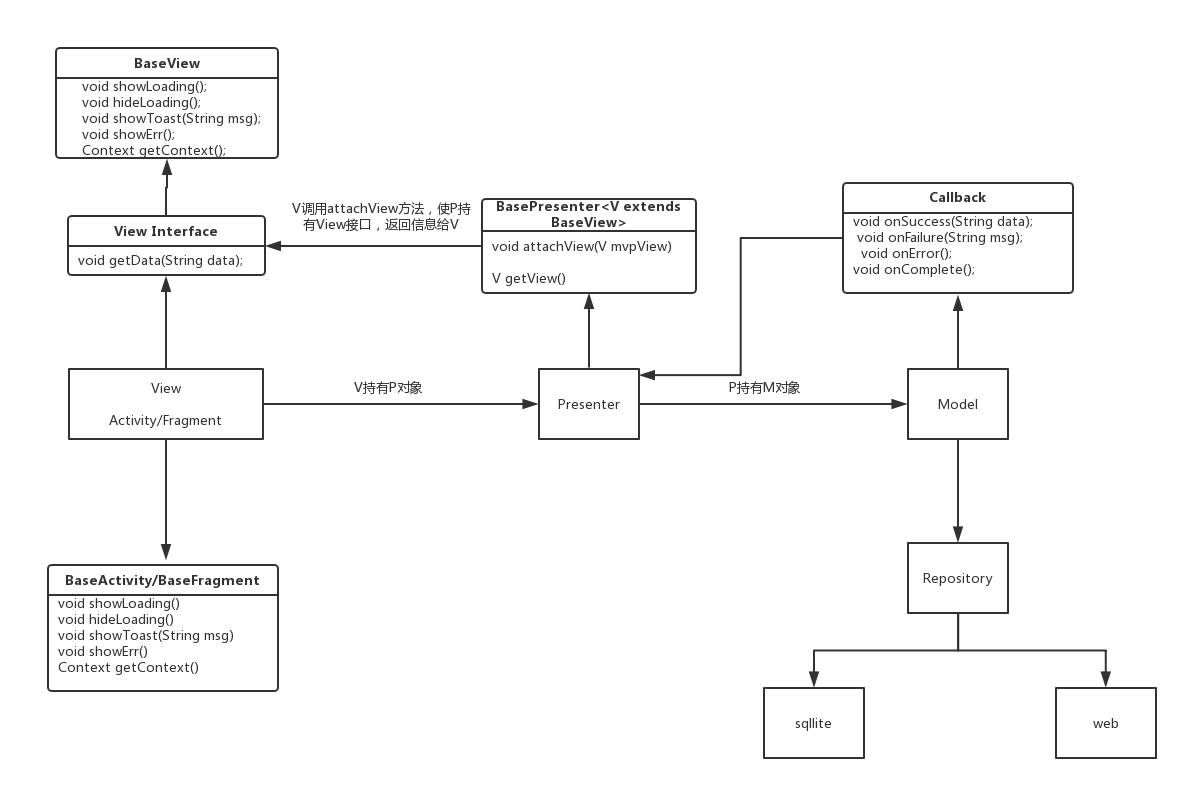 BaseView
void showLoading();
void hideLoading();
void showToast(String msg);
void showErr();
Context getContext();
View Interface
void getData(String data);
V调用attachView方法，使P持
有View接口，返回信息给V
BasePresenter<V extends
BaseView>
void attachView(V mvpView)
V getView()
Callback
void onSuccess(String data);
void onFailure(String msg);
void onError();
void onComplete();
View
Activity/Fragment
V持有P对象
Presenter
P持有M对象
Model
BaseActivity/BaseFragment
void showLoading()
void hideLoading()
void showToast(String msg)
void showErr()
Context getContext()
Repository
sqllite
web